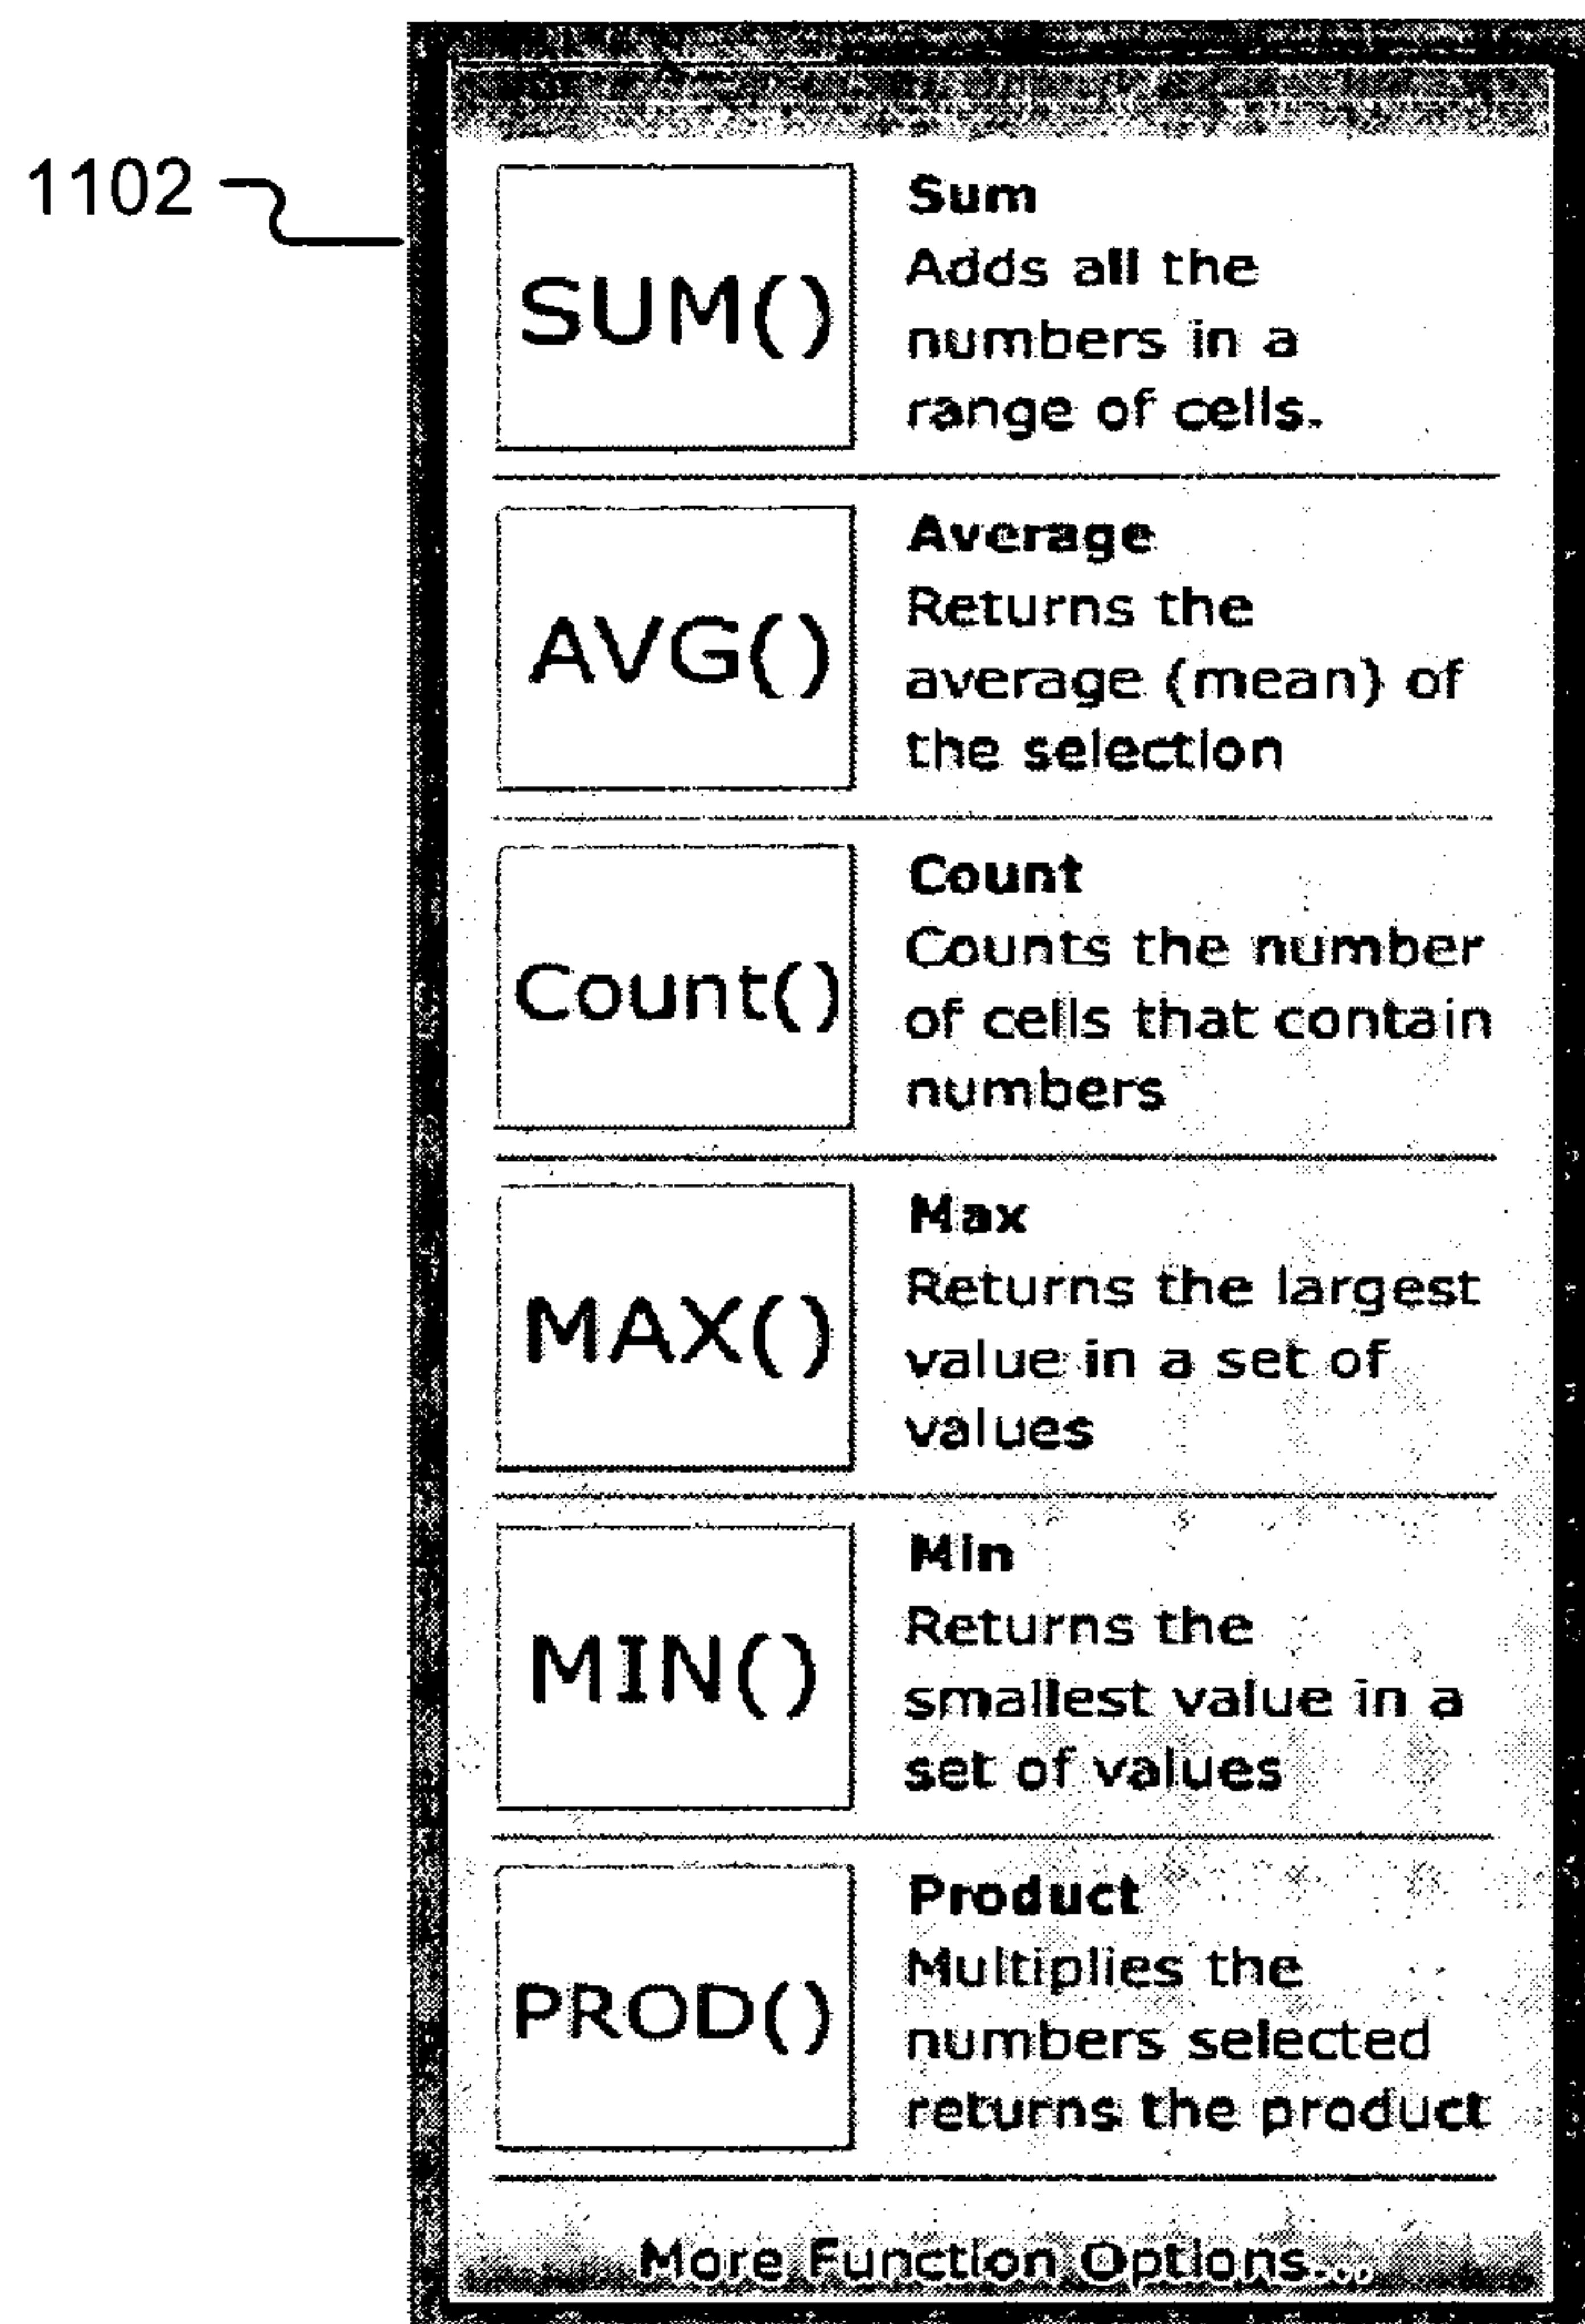 1102
SUM()
Sum
Adds all the
numbers in a
range of cells.
AVG()
Average
Returns the
average (mean) of
the selection
Count()
Count
Counts the number
of cells that contain
numbers
MAX()
Max
Returns the largest
value in a set of
values
MIN()
Min
Returns the
smallest value in a
set of values
PROD()
Product
Multiplies the
numbers selected
returns the product
More Function Options...